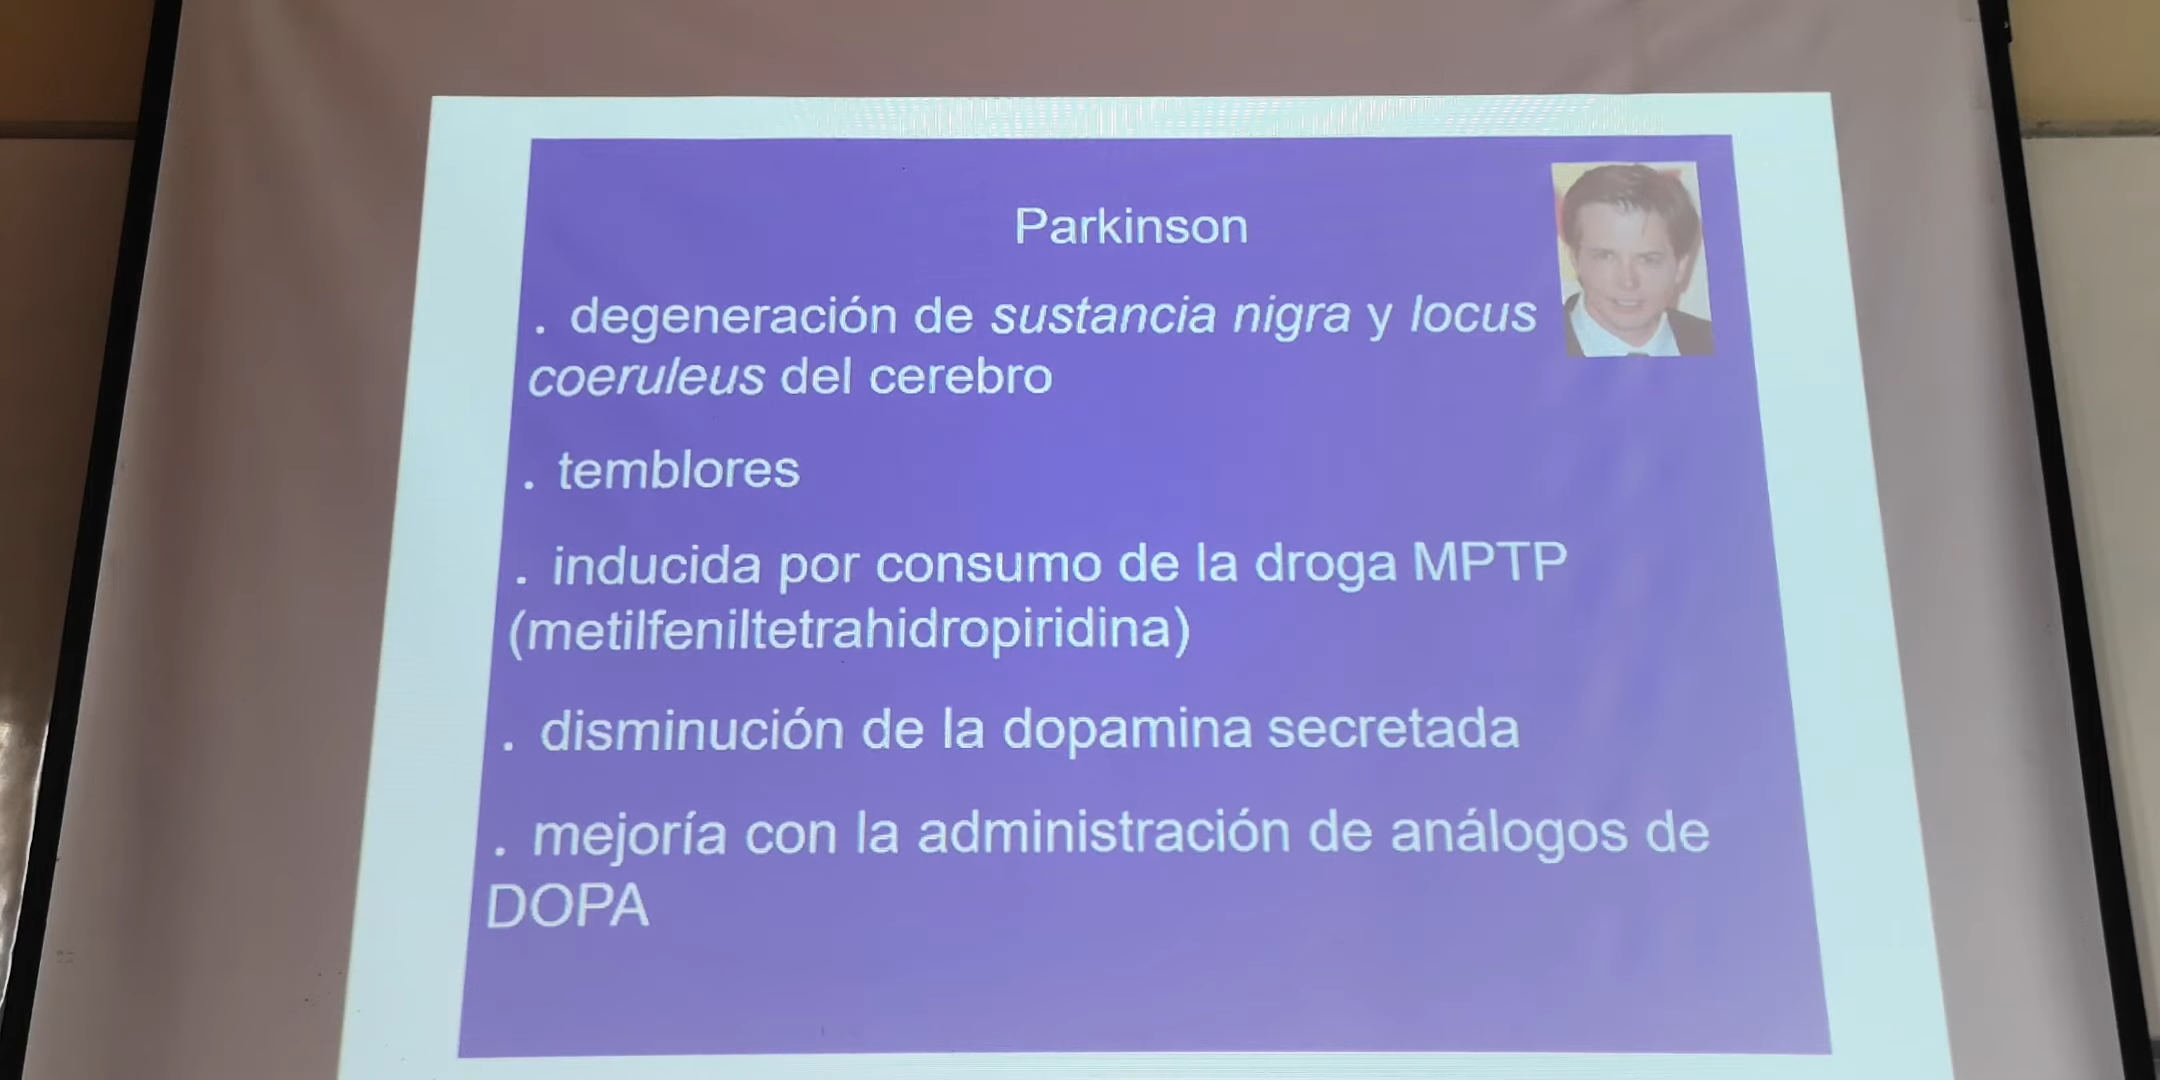 Parkinson
. degeneración de sustancia nigra y locus
coeruleus del cerebro
. temblores
. inducida por consumo de la droga MPTP
(metilfeniltetrahidropiridina)
. disminución de la dopamina secretada
. mejoría con la administración de análogos de
DOPA